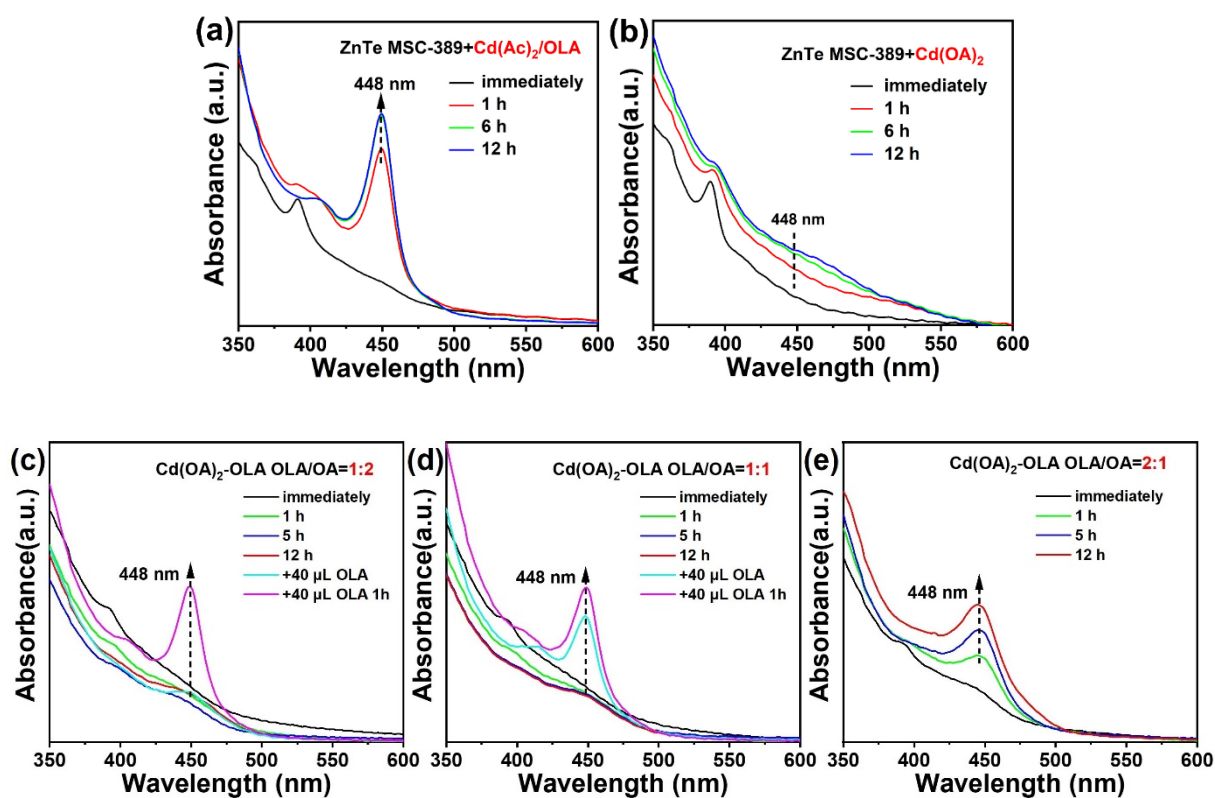 (a)
ZnTe MSC-389+Cd(Ac)₂/OLA
448 nm
immediately
1 h
6 h
12 h
Absorbance (a.u.)
350 400 450 500 550 600
Wavelength (nm)
(b)
ZnTe MSC-389+Cd(OA)₂
immediately
1 h
6 h
12 h
448 nm
Absorbance(a.u.)
350 400 450 500 550 600
Wavelength (nm)
(c)
Cd(OA)₂-OLA OLA/OA=1:2
immediately
1 h
5 h
12 h
+40 μL OLA
+40 μL OLA 1h
448 nm
Absorbance(a.u.)
350 400 450 500 550 600
Wavelength (nm)
(d)
Cd(OA)₂-OLA OLA/OA=1:1
immediately
1 h
5 h
12 h
+40 μL OLA
+40 μL OLA 1h
448 nm
Absorbance(a.u.)
350 400 450 500 550 600
Wavelength (nm)
(e)
Cd(OA)₂-OLA OLA/OA=2:1
immediately
1 h
5 h
12 h
448 nm
Absorbance(a.u.)
350 400 450 500 550 600
Wavelength (nm)